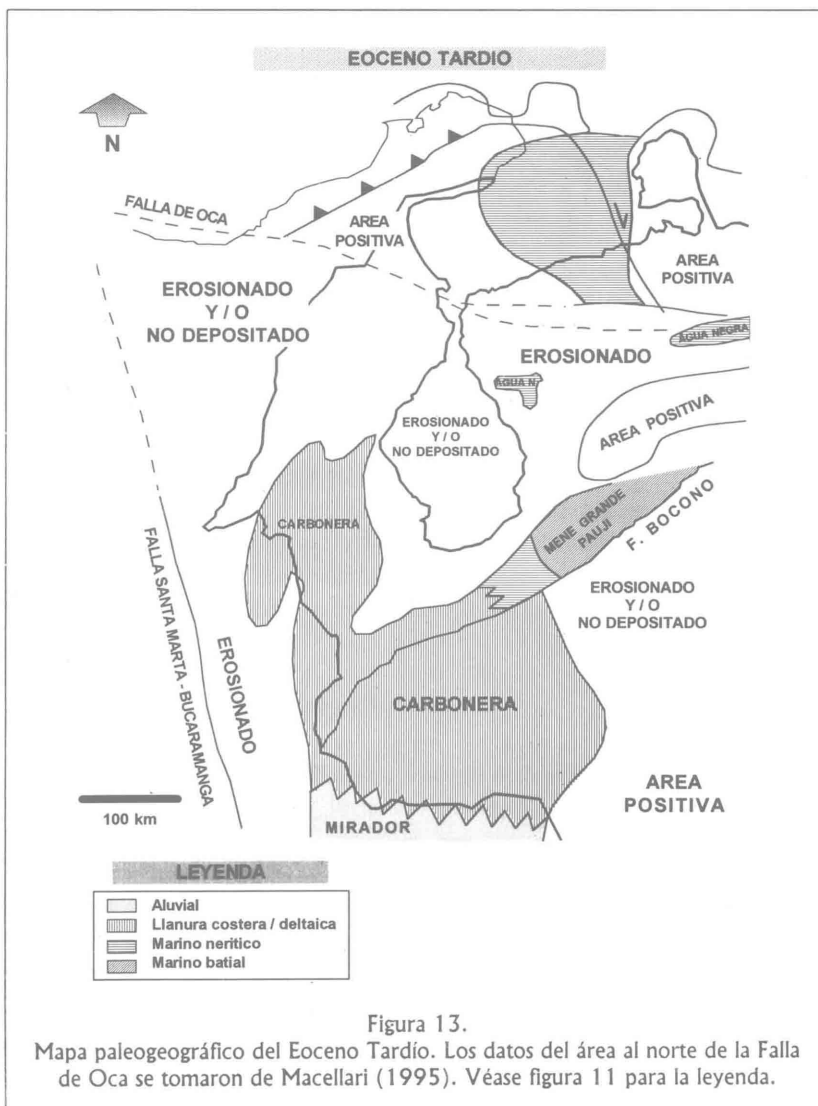 EOCENO TARDIO
N
FALLA DE OCA
AREA
POSITIVA
AREA
POSITIVA
EROSIONADO
Y / O
NO DEPOSITADO
AGUA NEGRA
EROSIONADO
AGUA N.
AREA POSITIVA
EROSIONADO
Y / O
NO DEPOSITADO
CARBONERA
MENE GRANDE
PAUJI
F. BOCONO
EROSIONADO
Y / O
NO DEPOSITADO
FALLA SANTA MARTA - BUCARAMANGA
EROSIONADO
CARBONERA
AREA
POSITIVA
100 km
MIRADOR
LEYENDA
Aluvial
Llanura costera / deltaica
Marino nerítico
Marino batial
Figura 13.
Mapa paleogeográfico del Eoceno Tardío. Los datos del área al norte de la Falla
de Oca se tomaron de Macellari (1995). Véase figura 11 para la leyenda.